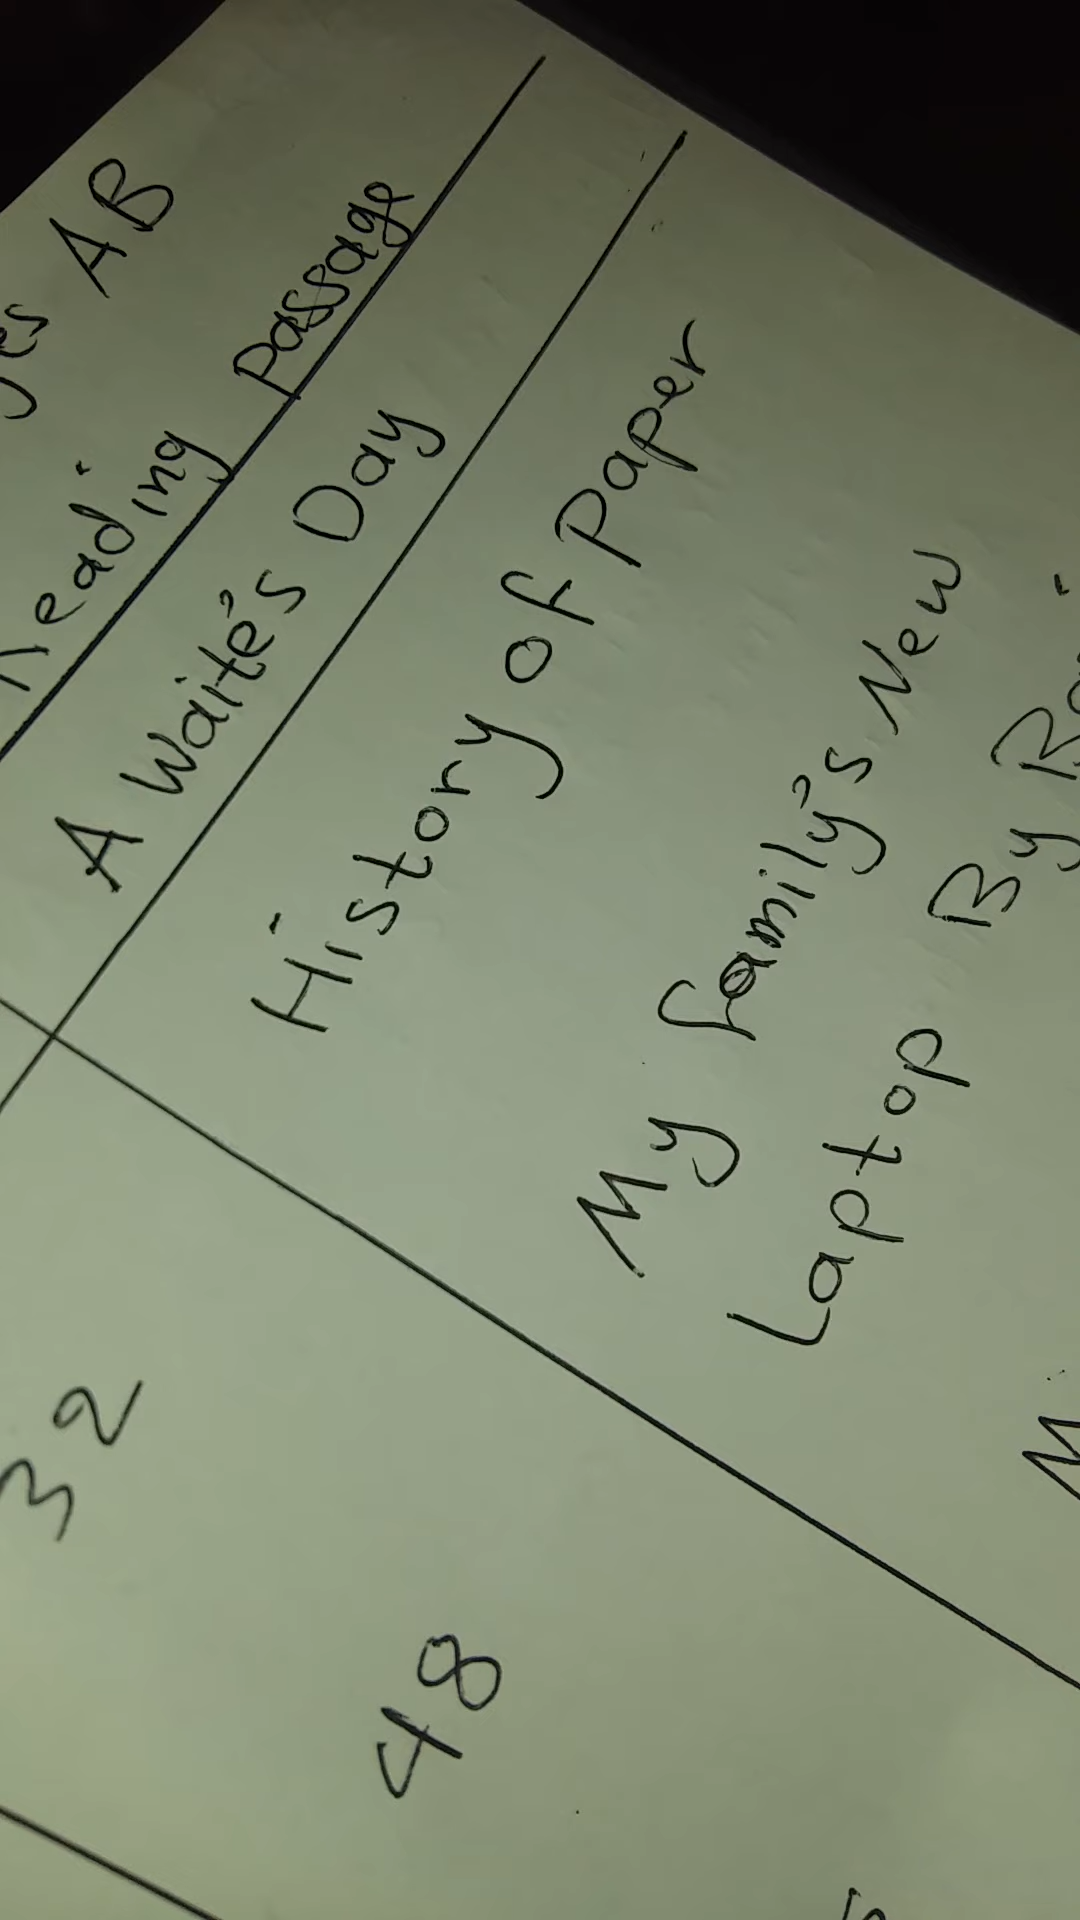 AB
Reading Passage
A Waite's Day
32
History of Paper
48
My Family's New
Laptop By